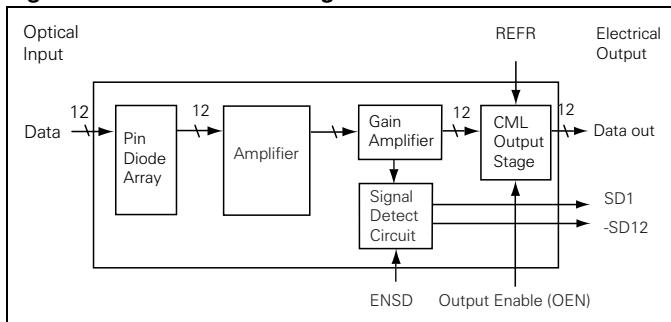 Optical
Input
REFR
Electrical
Output
12
12
12
12
Data
Pin
Diode
Array
Amplifier
Gain
Amplifier
CML
Output
Stage
Data out
Signal
Detect
Circuit
SD1
-SD12
ENSD
Output Enable (OEN)